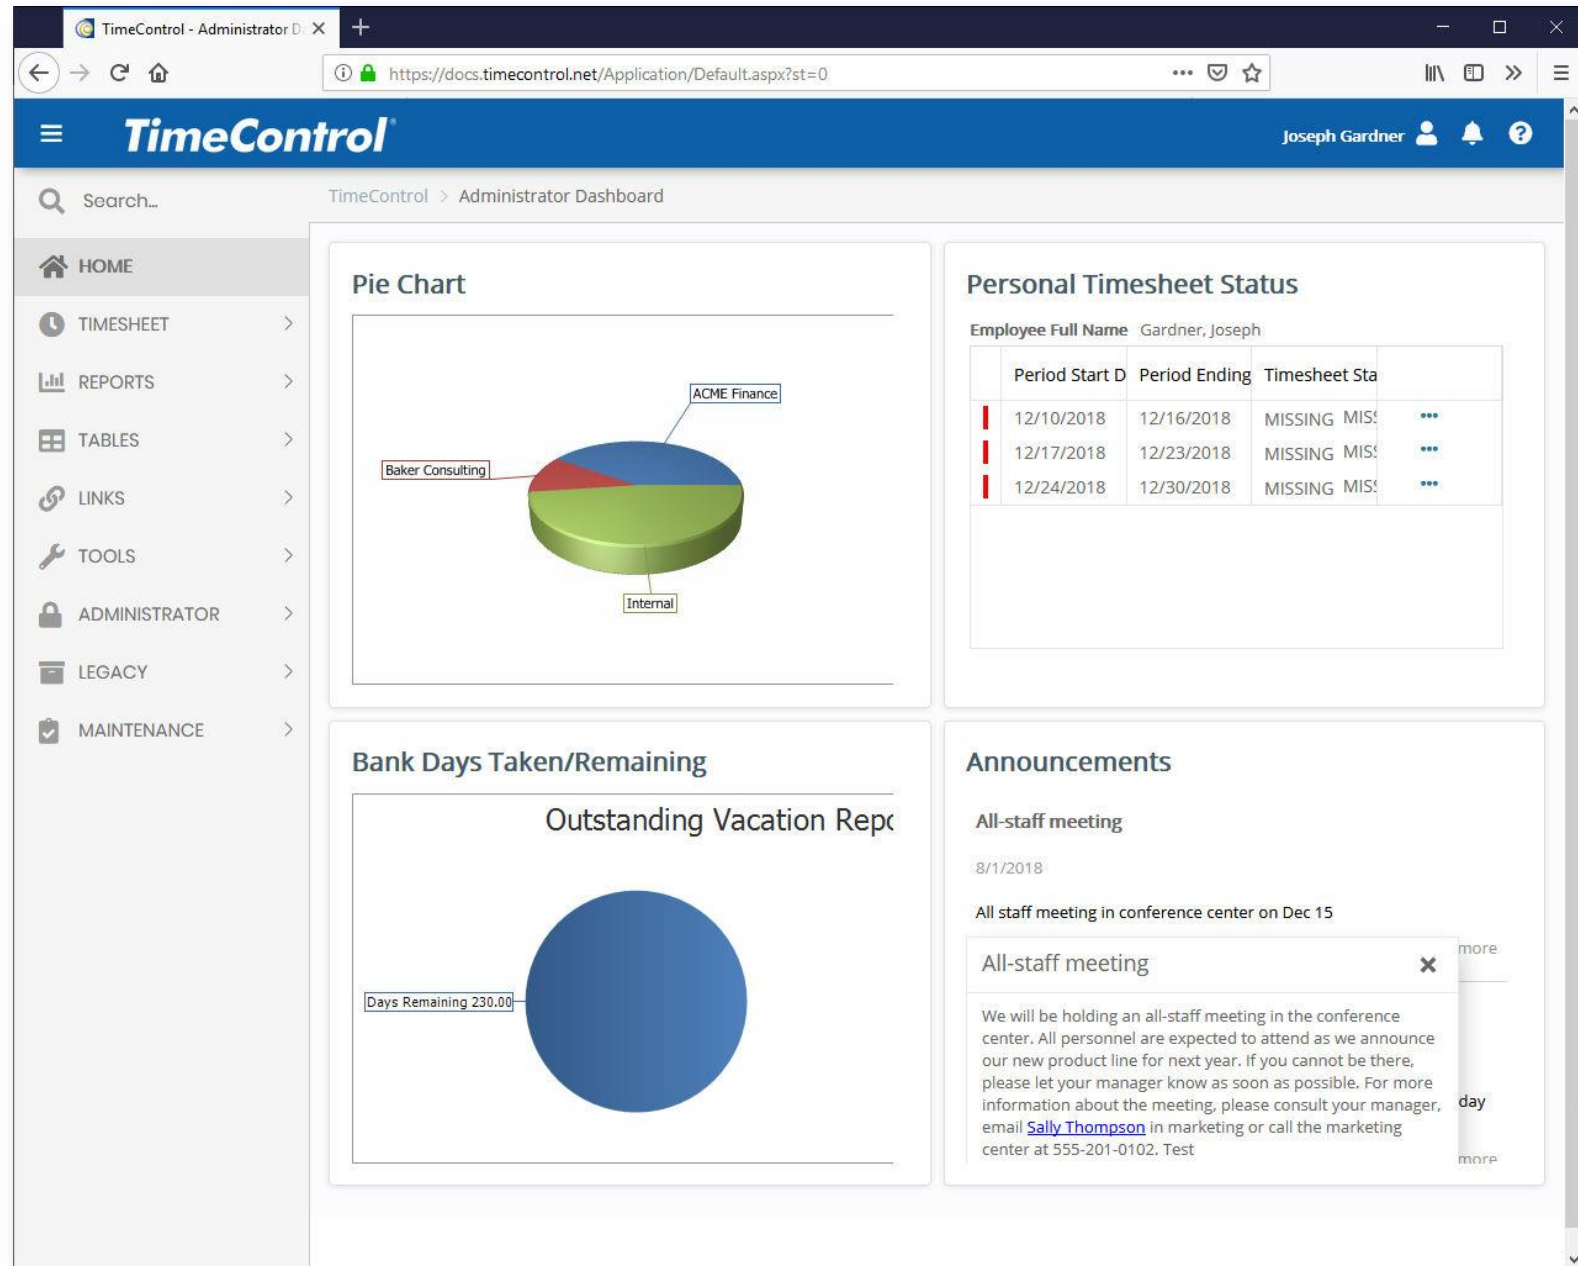 TimeControl - Administrator D
https://docs.timecontrol.net/Application/Default.aspx?st=0
TimeControl
Joseph Gardner
Search...
TimeControl > Administrator Dashboard
HOME
TIMESHEET
REPORTS
TABLES
LINKS
TOOLS
ADMINISTRATOR
LEGACY
MAINTENANCE
Pie Chart
ACME Finance
Baker Consulting
Internal
Personal Timesheet Status
Employee Full Name Gardner, Joseph
Period Start D Period Ending Timesheet Sta
12/10/2018 12/16/2018 MISSING MISS
12/17/2018 12/23/2018 MISSING MISS
12/24/2018 12/30/2018 MISSING MISS
Bank Days Taken/Remaining
Outstanding Vacation Repo
Days Remaining 230.00
Announcements
All-staff meeting
8/1/2018
All staff meeting in conference center on Dec 15
more
All-staff meeting
We will be holding an all-staff meeting in the conference
center. All personnel are expected to attend as we announce
our new product line for next year. If you cannot be there,
please let your manager know as soon as possible. For more
information about the meeting, please consult your manager,
email Sally Thompson in marketing or call the marketing
center at 555-201-0102. Test
day
more